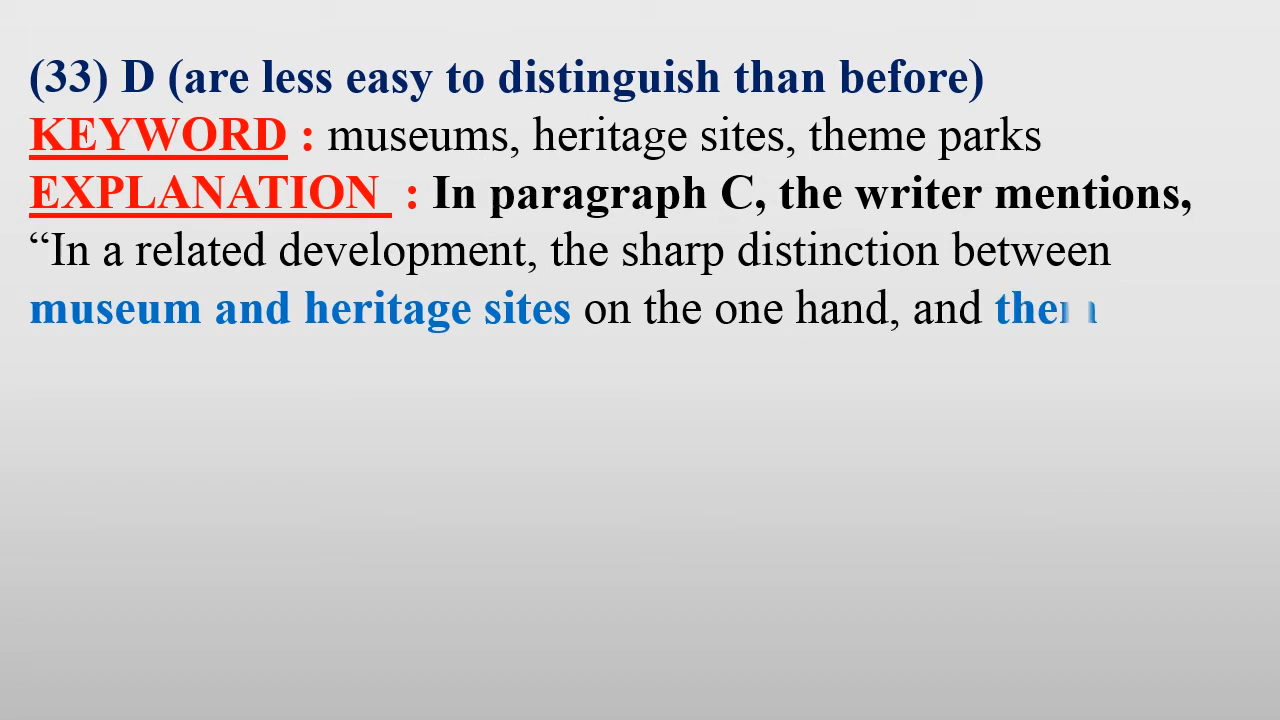 (33) D (are less easy to distinguish than before)
KEYWORD : museums, heritage sites, theme parks
EXPLANATION : In paragraph C, the writer mentions,
“In a related development, the sharp distinction between
museum and heritage sites on the one hand, and